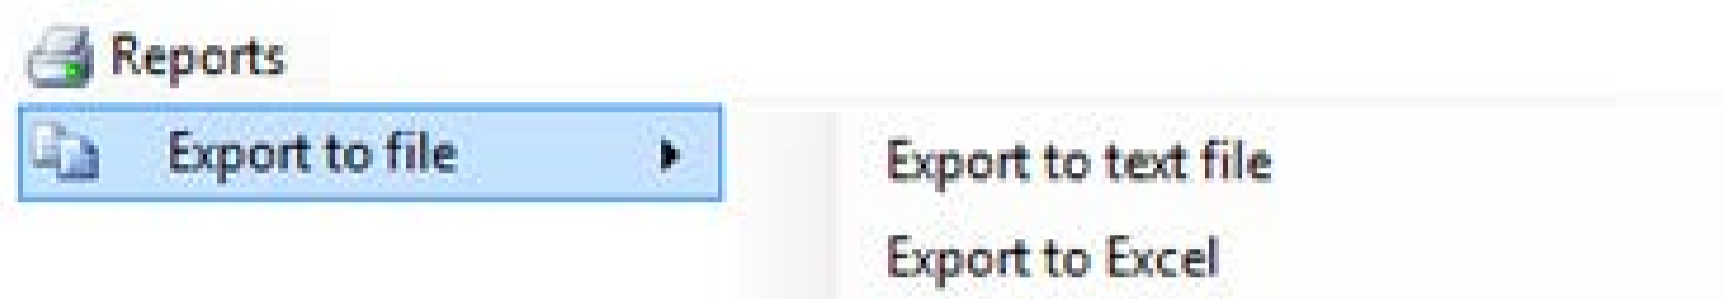 Reports
Export to file
Export to text file
Export to Excel